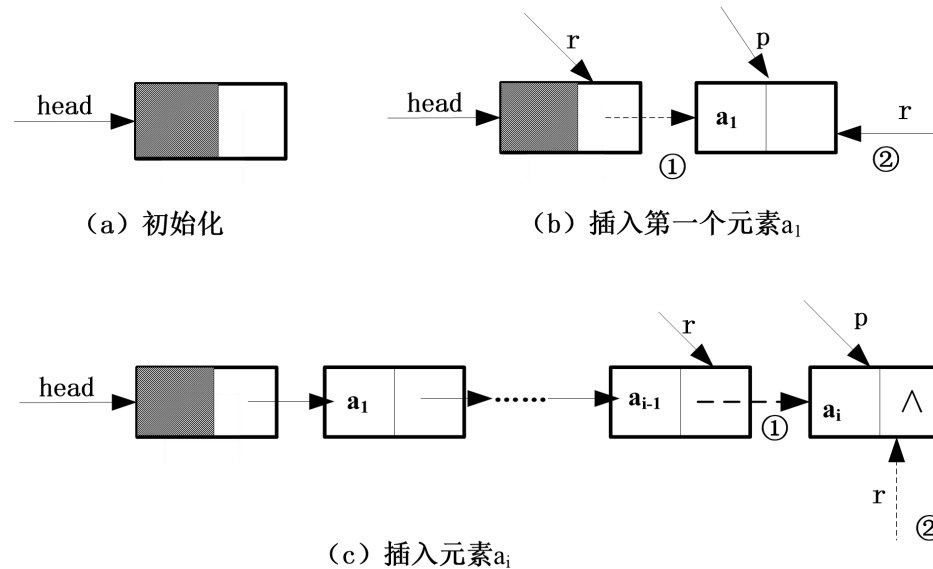 head
r
p
a₁
r
①
②
(a)初始化
head
(b)插入第一个元素a₁
head
a₁
……
r
aᵢ₋₁
p
aᵢ
∧
①
r
②
(c)插入元素aᵢ